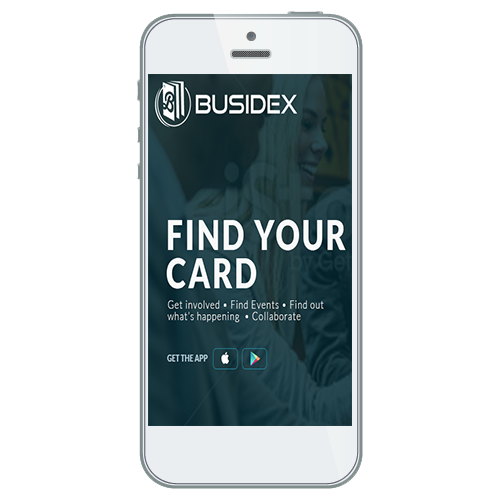 BUSIDEX
FIND YOUR
CARD
Get involved • Find Events • Find out
what's happening • Collaborate
GET THE APP